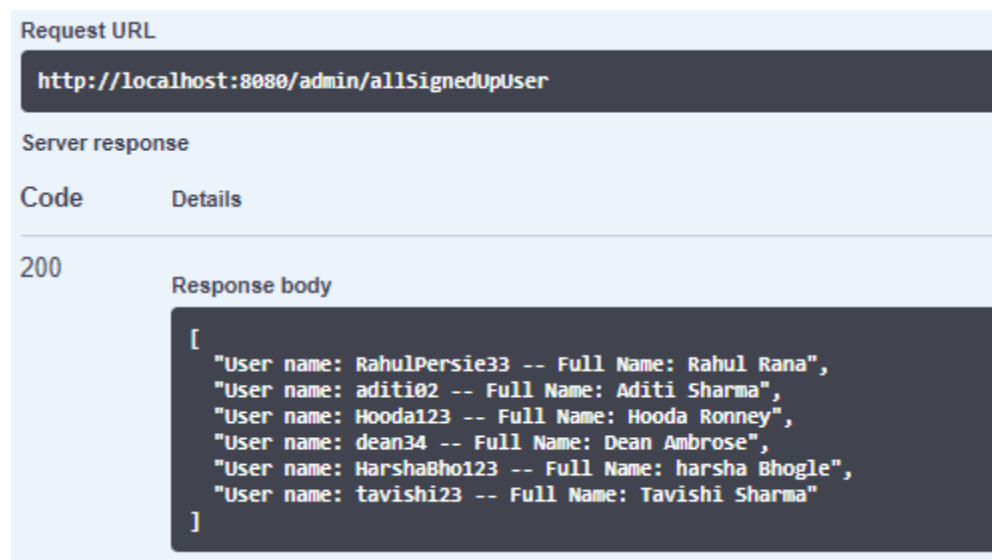 Request URL
http://localhost:8080/admin/allSignedUpUser
Server response
Code Details
200
Response body
[
"User name: RahulPersie33 -- Full Name: Rahul Rana",
"User name: aditi02 -- Full Name: Aditi Sharma",
"User name: Hooda123 -- Full Name: Hooda Ronney",
"User name: dean34 -- Full Name: Dean Ambrose",
"User name: HarshaBho123 -- Full Name: harsha Bhogle",
"User name: tavishi23 -- Full Name: Tavishi Sharma"
]